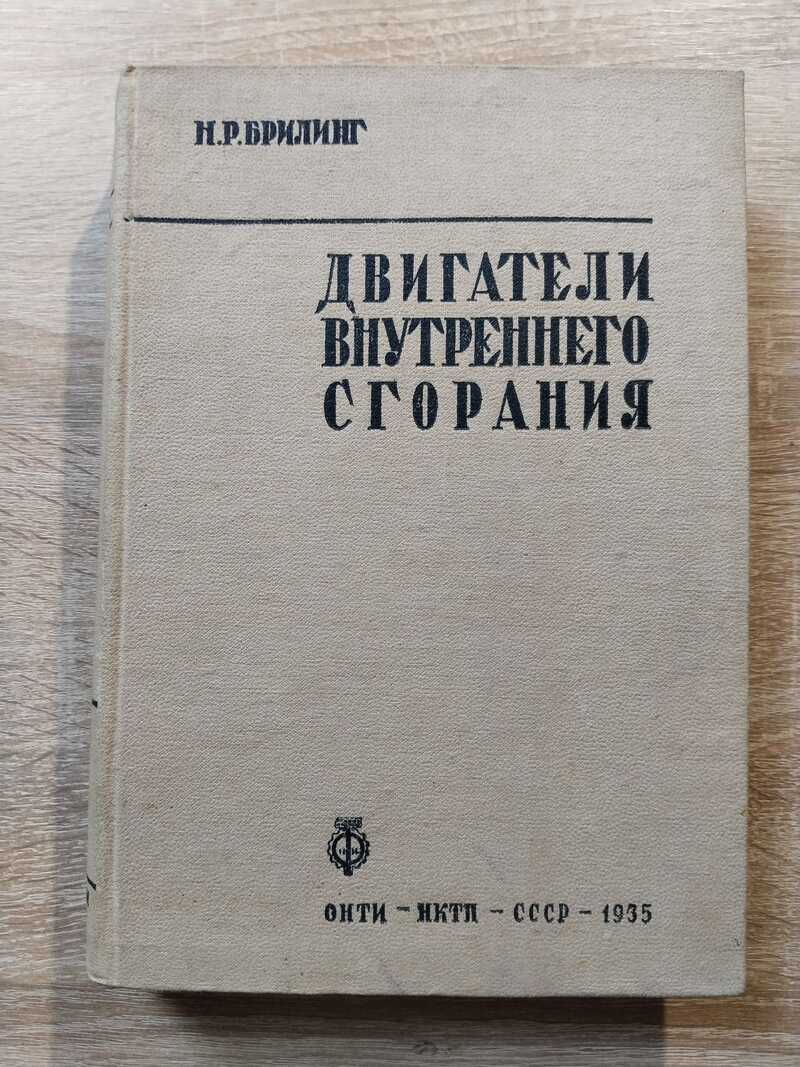 Н.Р.БРИЛИНГ
ДВИГАТЕЛИ
ВНУТРЕННЕГО
СГОРАНИЯ
ОНТИ – НКТП – СССР – 1935